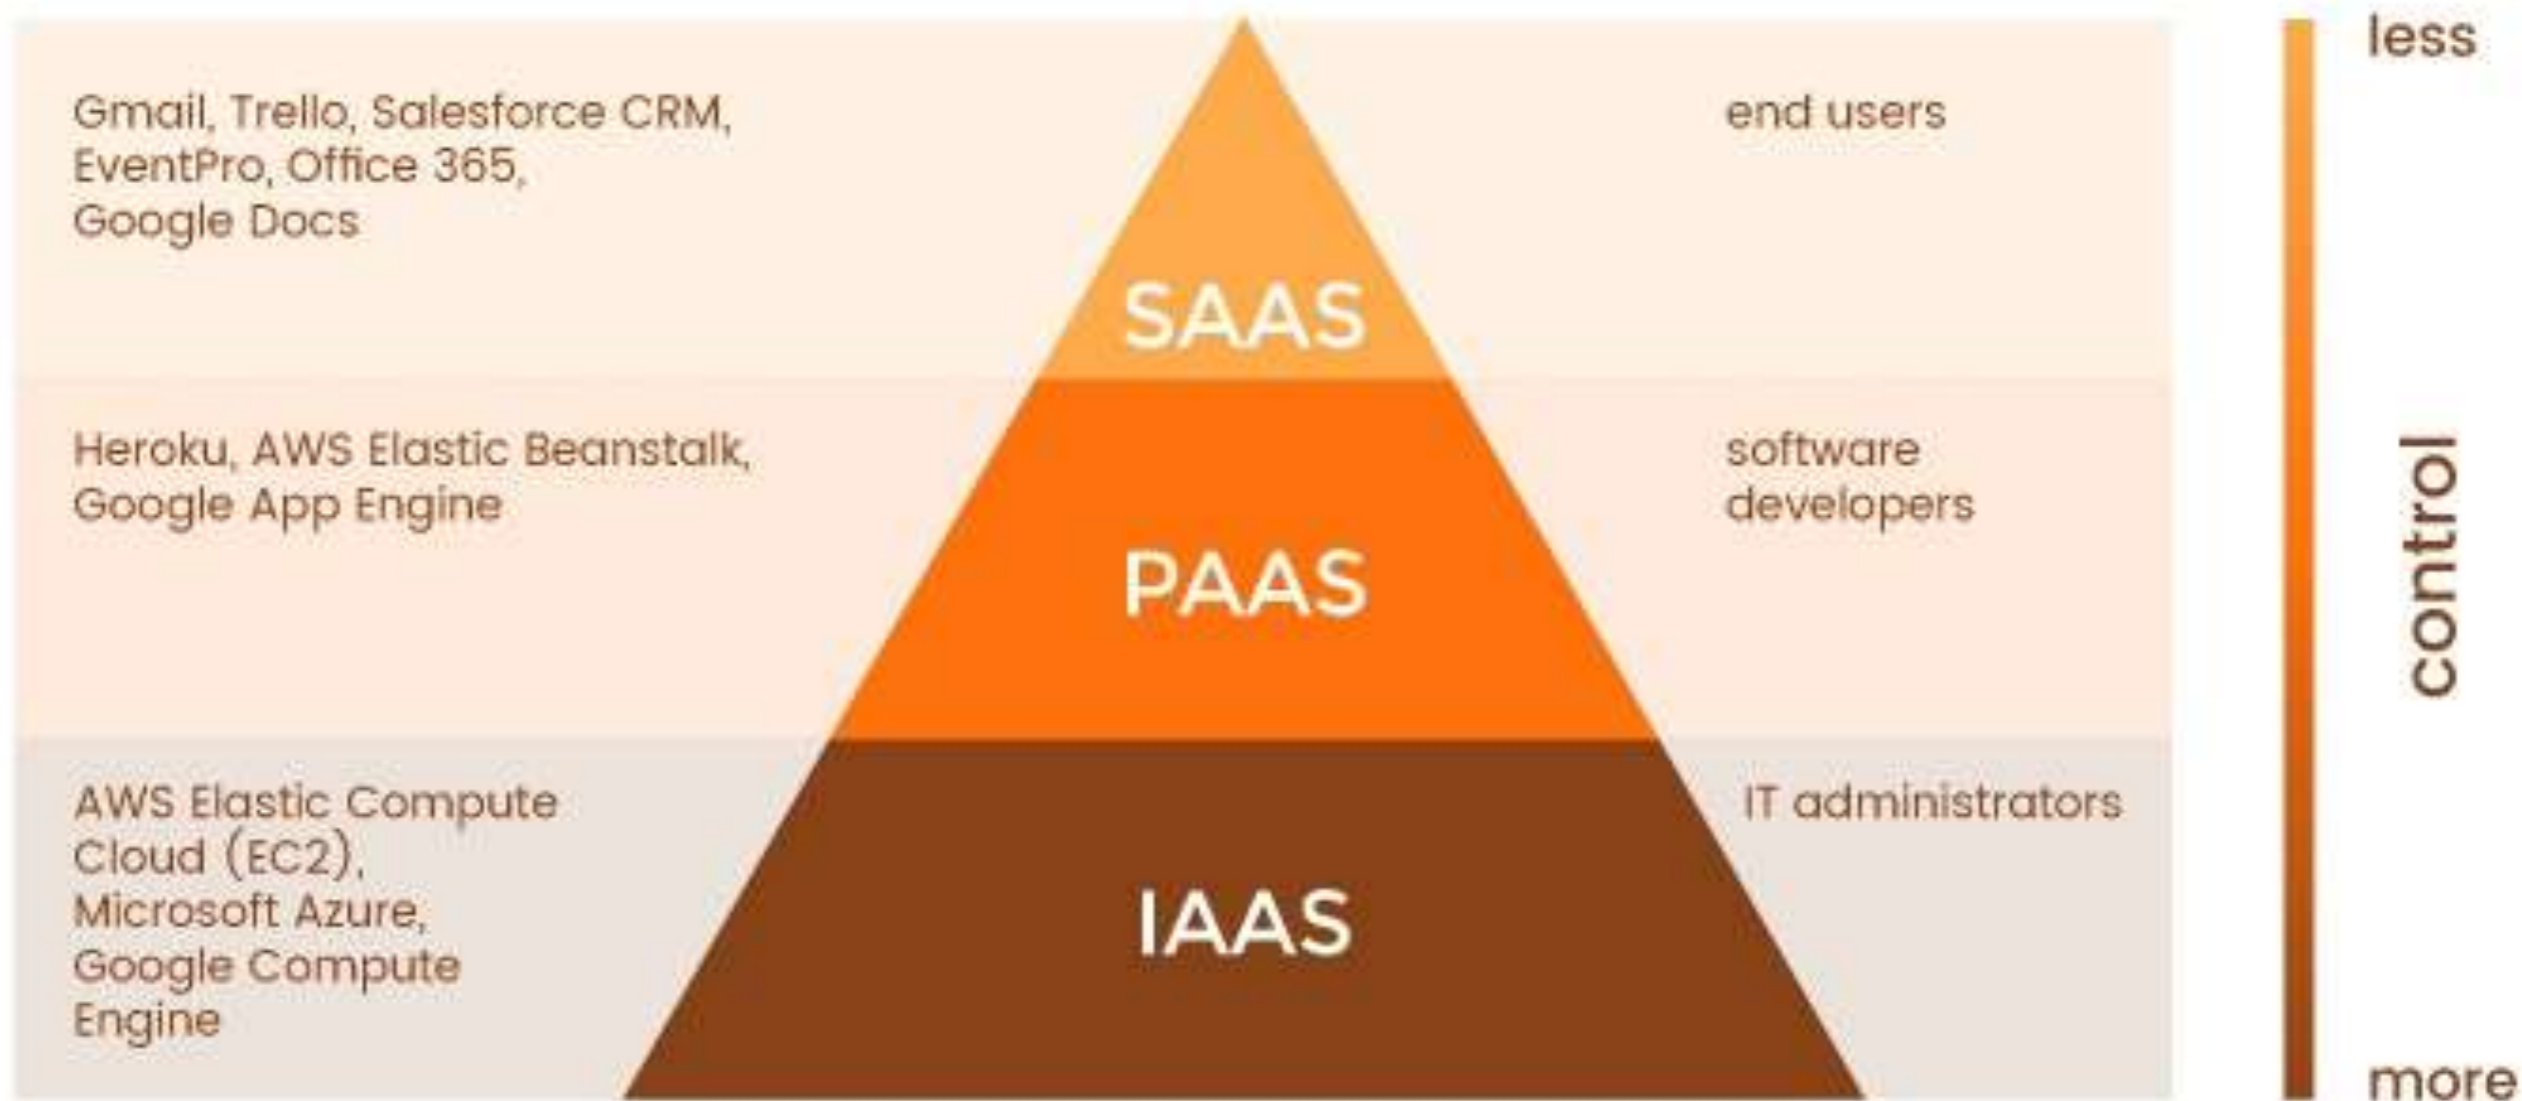 less
Gmail, Trello, Salesforce CRM,
EventPro, Office 365,
Google Docs
end users
SAAS
Heroku, AWS Elastic Beanstalk,
Google App Engine
software
developers
PAAS
control
AWS Elastic Compute
Cloud (EC2),
Microsoft Azure,
Google Compute
Engine
IT administrators
IAAS
more